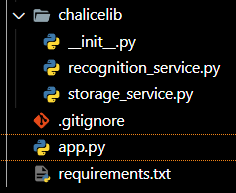 chalicelib
__init__.py
recognition_service.py
storage_service.py
.gitignore
app.py
requirements.txt